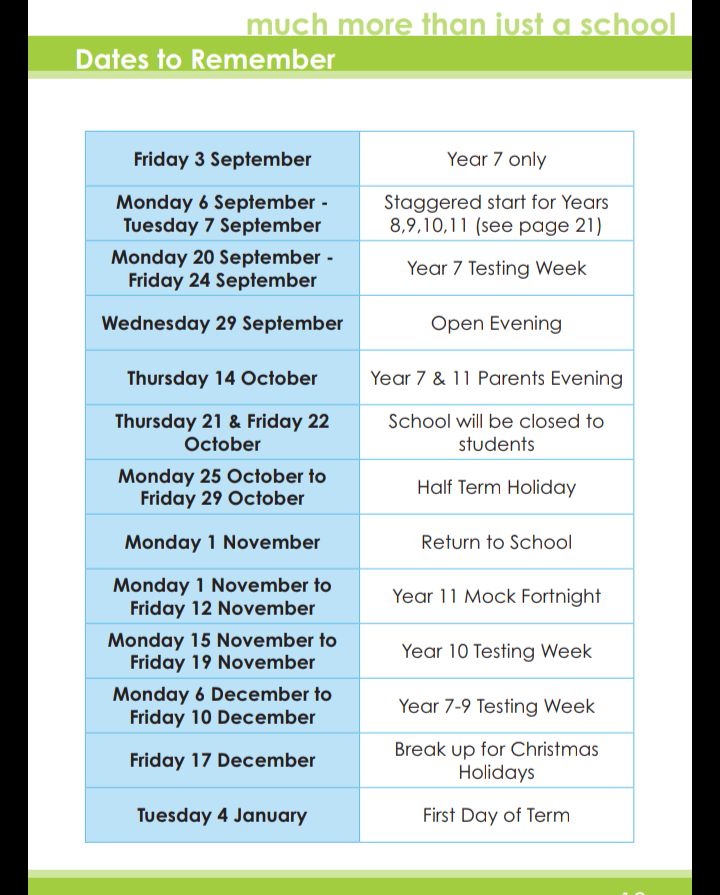 much more than just a school
Dates to Remember
Friday 3 September
Year 7 only
Monday 6 September -
Tuesday 7 September
Staggered start for Years
8,9,10,11 (see page 21)
Monday 20 September -
Friday 24 September
Year 7 Testing Week
Wednesday 29 September
Open Evening
Thursday 14 October
Year 7 & 11 Parents Evening
Thursday 21 & Friday 22
October
School will be closed to
students
Monday 25 October to
Friday 29 October
Half Term Holiday
Monday 1 November
Return to School
Monday 1 November to
Friday 12 November
Year 11 Mock Fortnight
Monday 15 November to
Friday 19 November
Year 10 Testing Week
Monday 6 December to
Friday 10 December
Year 7-9 Testing Week
Friday 17 December
Break up for Christmas
Holidays
Tuesday 4 January
First Day of Term